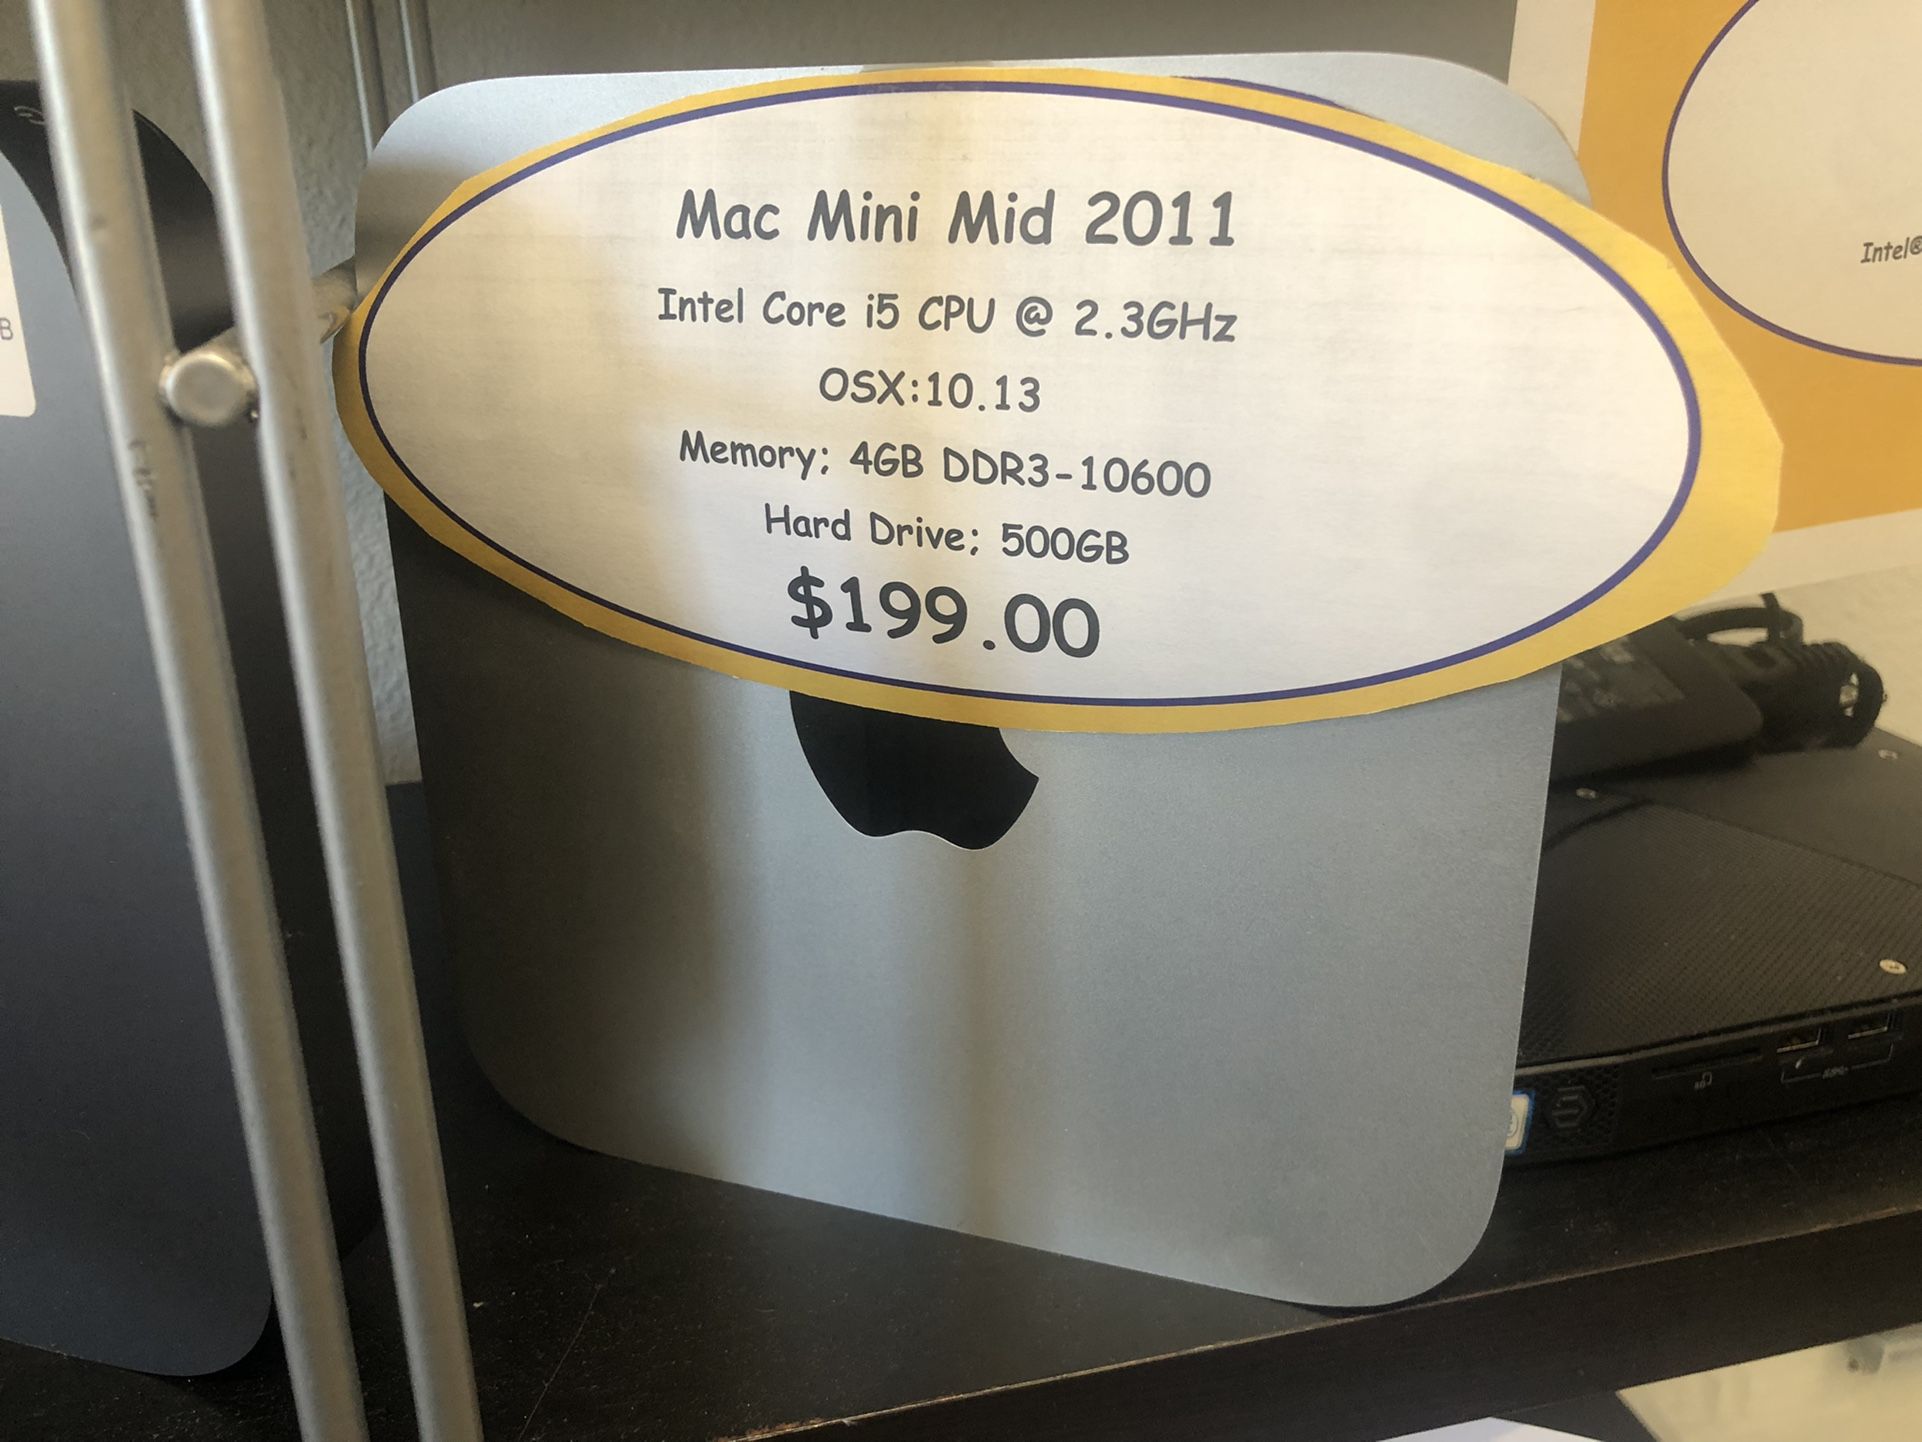 Mac Mini Mid 2011
Intel Core i5 CPU @ 2.3GHz
OSX:10.13
Memory; 4GB DDR3-10600
Hard Drive; 500GB
$199.00
Intel®
B